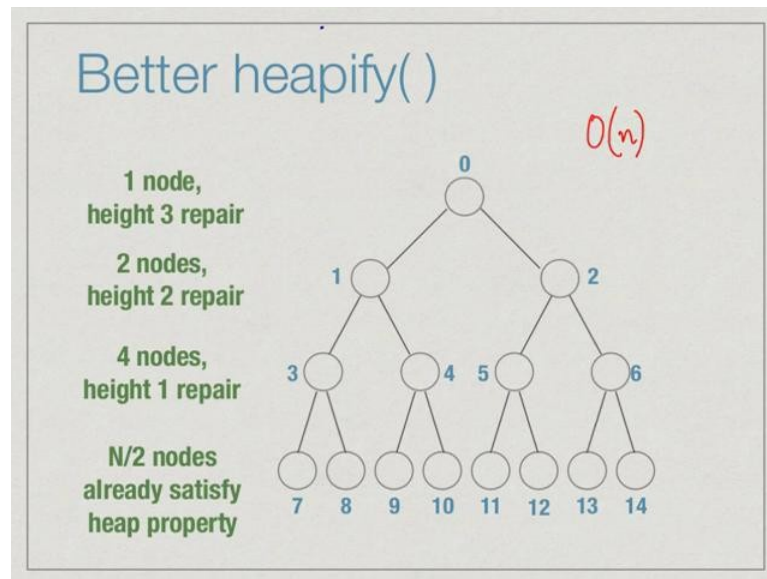 Better heapify( )
O(n)
1 node,
height 3 repair
2 nodes,
height 2 repair
4 nodes,
height 1 repair
N/2 nodes
already satisfy
heap property
0
1
2
3
4
5
6
7
8
9
10
11
12
13
14